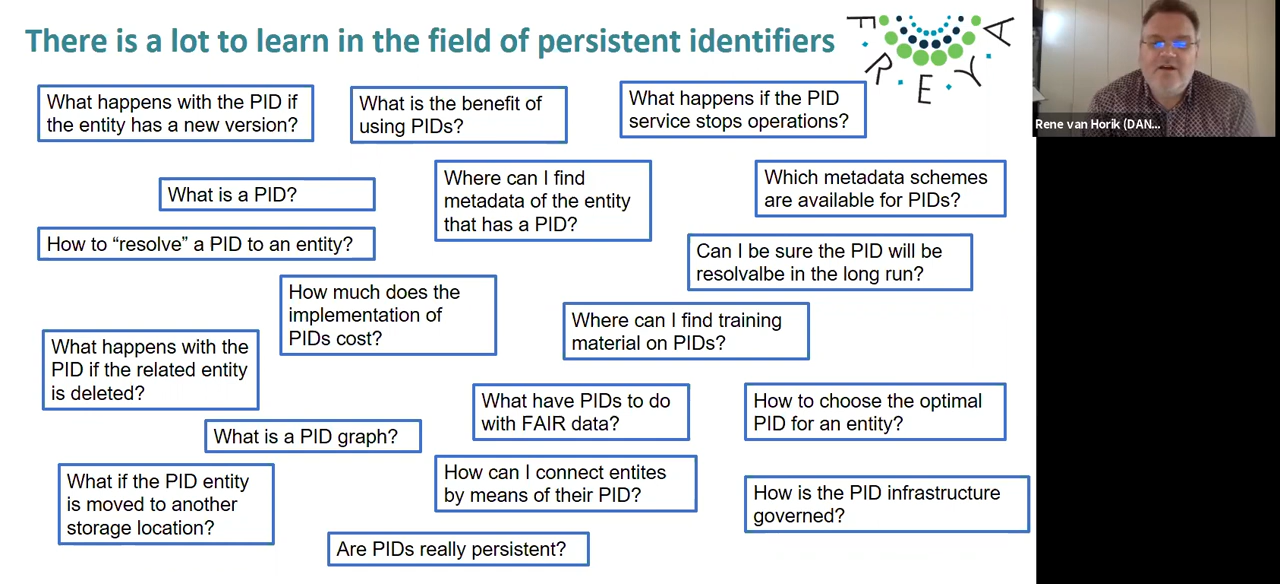 There is a lot to learn in the field of persistent identifiers
F
R
E
Y
A
Rene van Horik (DAN...
What happens with the PID if
the entity has a new version?
What is the benefit of
using PIDs?
What happens if the PID
service stops operations?
What is a PID?
Where can I find
metadata of the entity
that has a PID?
Which metadata schemes
are available for PIDs?
How to “resolve” a PID to an entity?
Can I be sure the PID will be
resolvalbe in the long run?
How much does the
implementation of
PIDs cost?
Where can I find training
material on PIDs?
What happens with the
PID if the related entity
is deleted?
What have PIDs to do
with FAIR data?
How to choose the optimal
PID for an entity?
What is a PID graph?
What if the PID entity
is moved to another
storage location?
How can I connect entites
by means of their PID?
How is the PID infrastructure
governed?
Are PIDs really persistent?